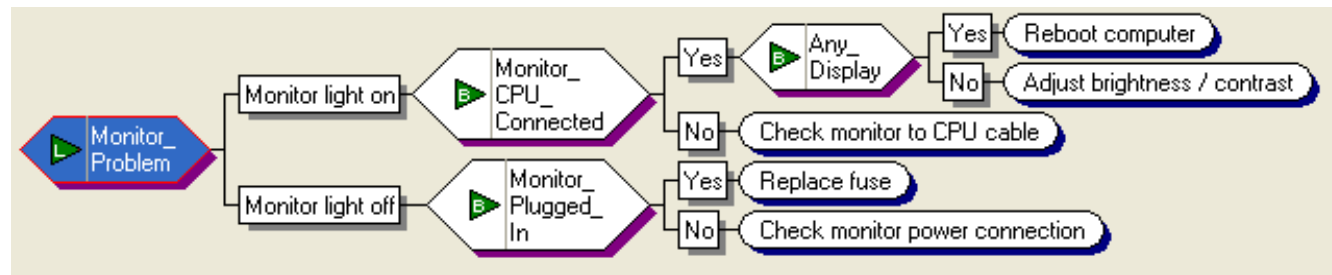 L
Monitor_
Problem
Monitor light on
B
Monitor_
CPU_
Connected
Yes
B
Any_
Display
Yes
Reboot computer
No
Adjust brightness / contrast
No
Check monitor to CPU cable
Monitor light off
B
Monitor_
Plugged_
In
Yes
Replace fuse
No
Check monitor power connection